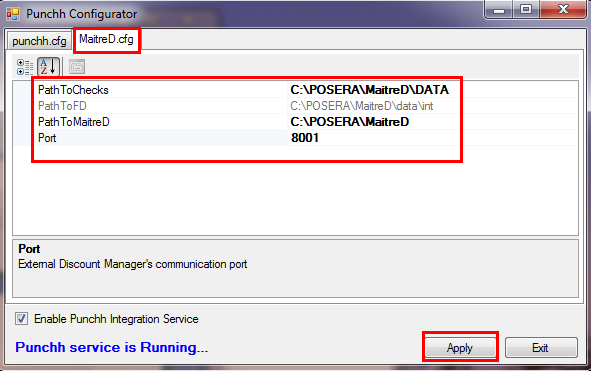 Punchh Configurator
punchh.cfg MaitreD.cfg
PathToChecks C:\POSERA\MaitreD\DATA
PathToFD C:\POSERA\MaitreD\data\int
PathToMaitreD C:\POSERA\MaitreD
Port 8001
Port
External Discount Manager's communication port
Enable Punchh Integration Service
Punchh service is Running... Apply Exit